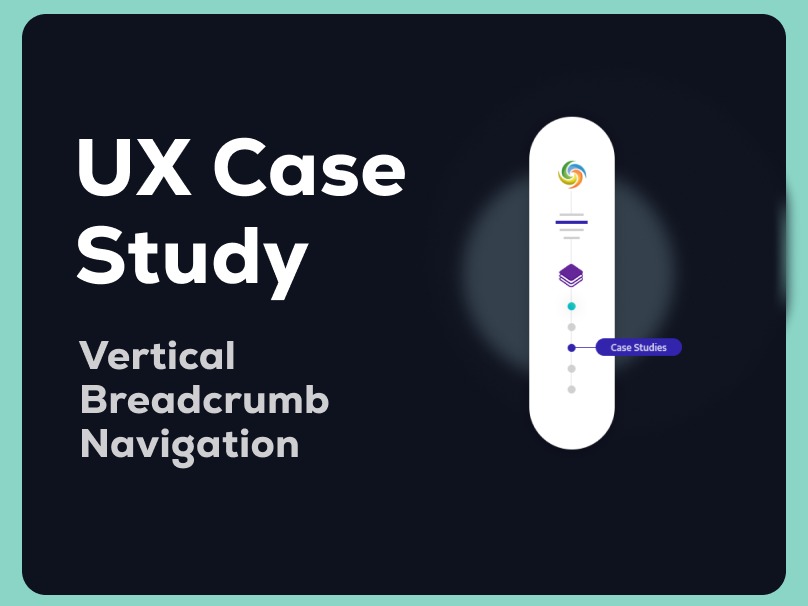 UX Case
Study
Vertical
Breadcrumb
Navigation
Case Studies